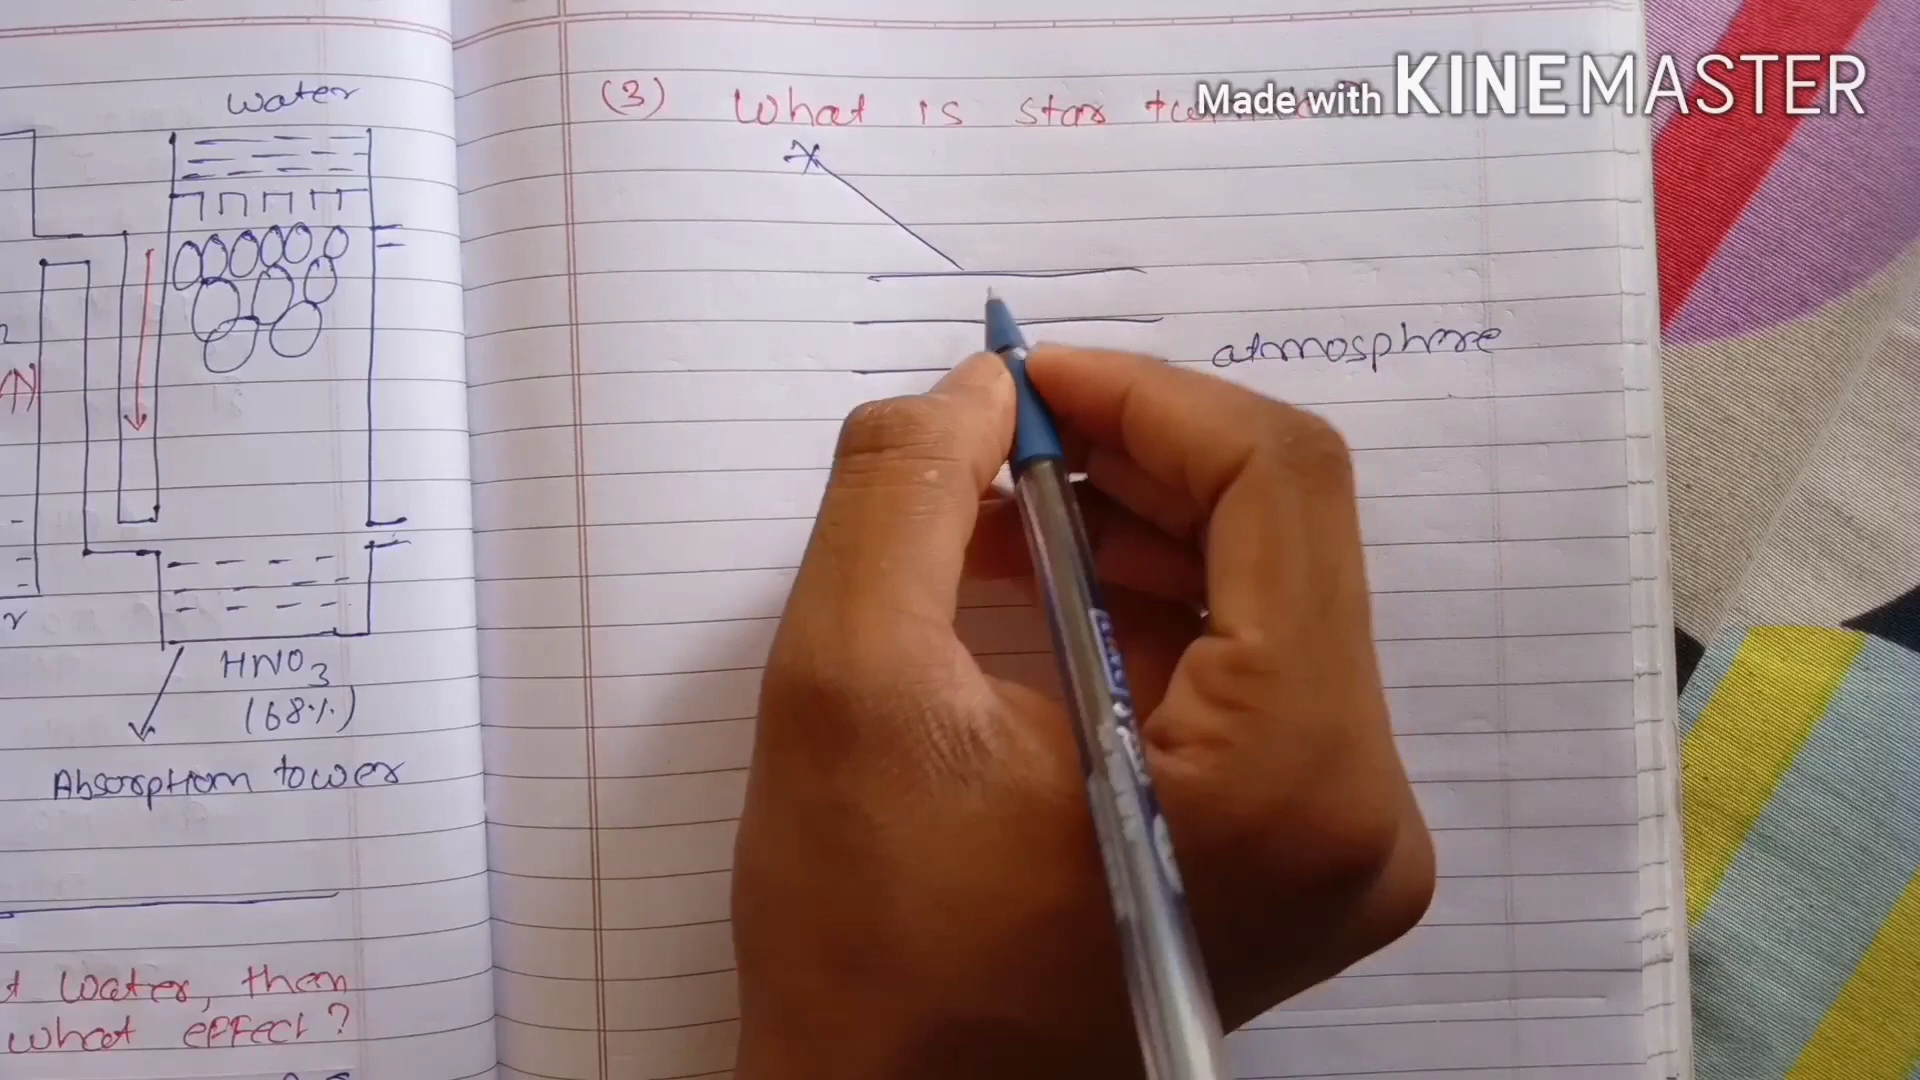 Water
HNO3
(68%)
Absorption tower
water, then
what effect?
(3) What is star
atmosphere
Made with KINEMASTER